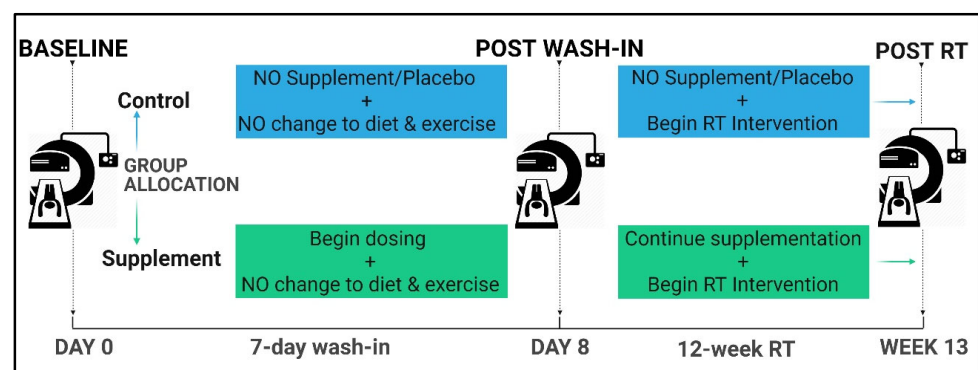 BASELINE
POST WASH-IN
POST RT
Control
GROUP
ALLOCATION
Supplement
NO Supplement/Placebo
+
NO change to diet & exercise
NO Supplement/Placebo
+
Begin RT Intervention
Begin dosing
+
NO change to diet & exercise
Continue supplementation
+
Begin RT Intervention
DAY 0
7-day wash-in
DAY 8
12-week RT
WEEK 13